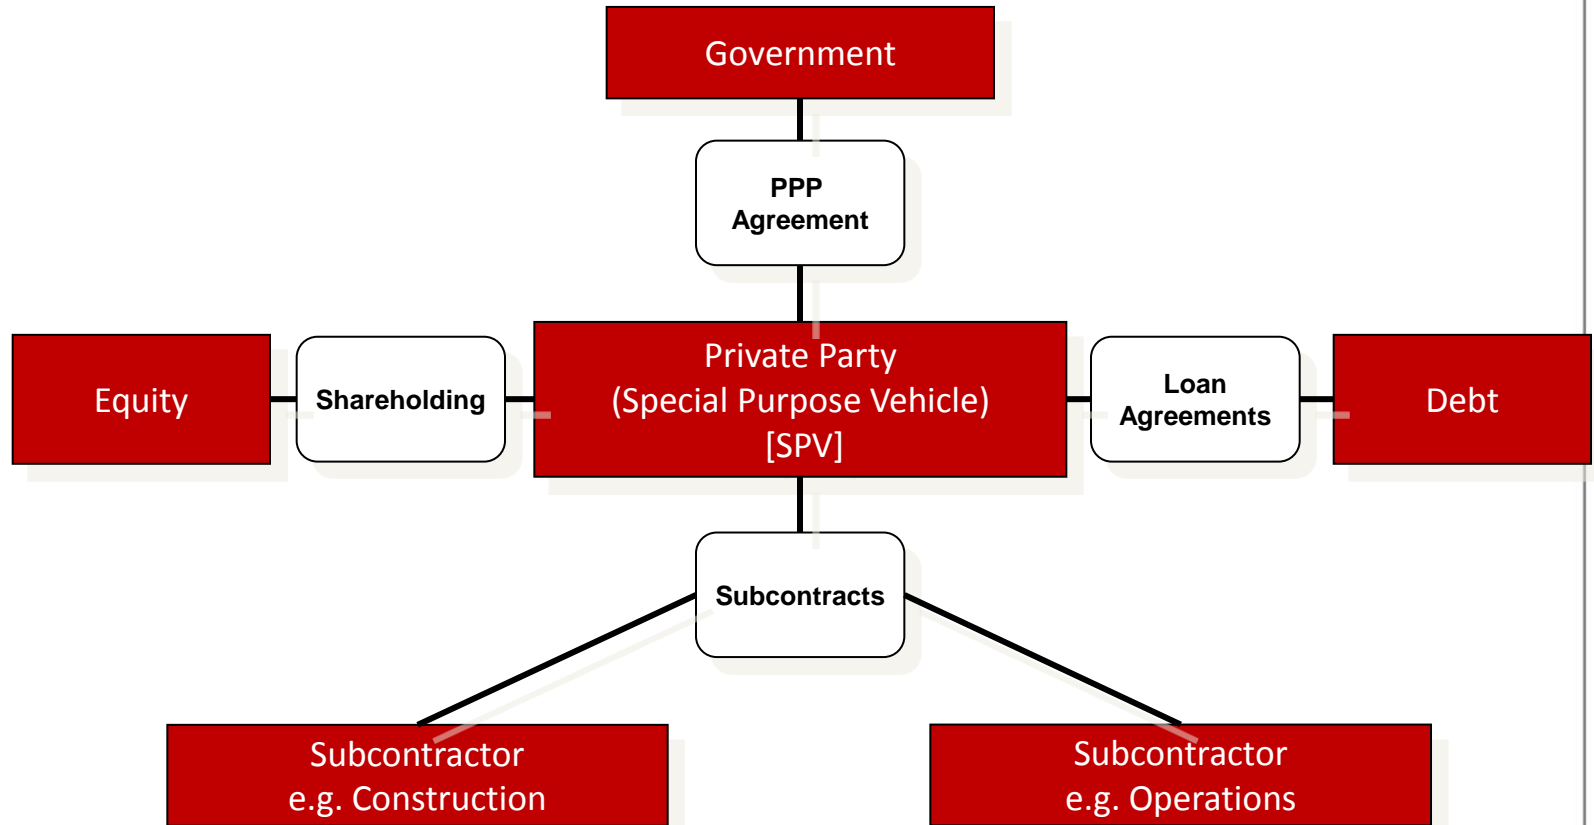 Government
PPP
Agreement
Equity
Shareholding
Private Party
(Special Purpose Vehicle)
[SPV]
Loan
Agreements
Debt
Subcontracts
Subcontractor
e.g. Construction
Subcontractor
e.g. Operations